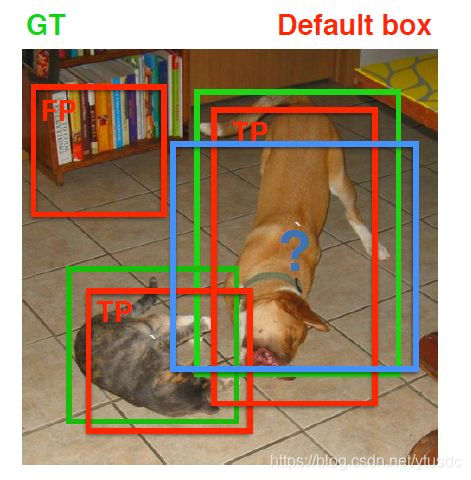 GT
Default box
FP
TP
?
TP
https://blog.csdn.net/ytusdc